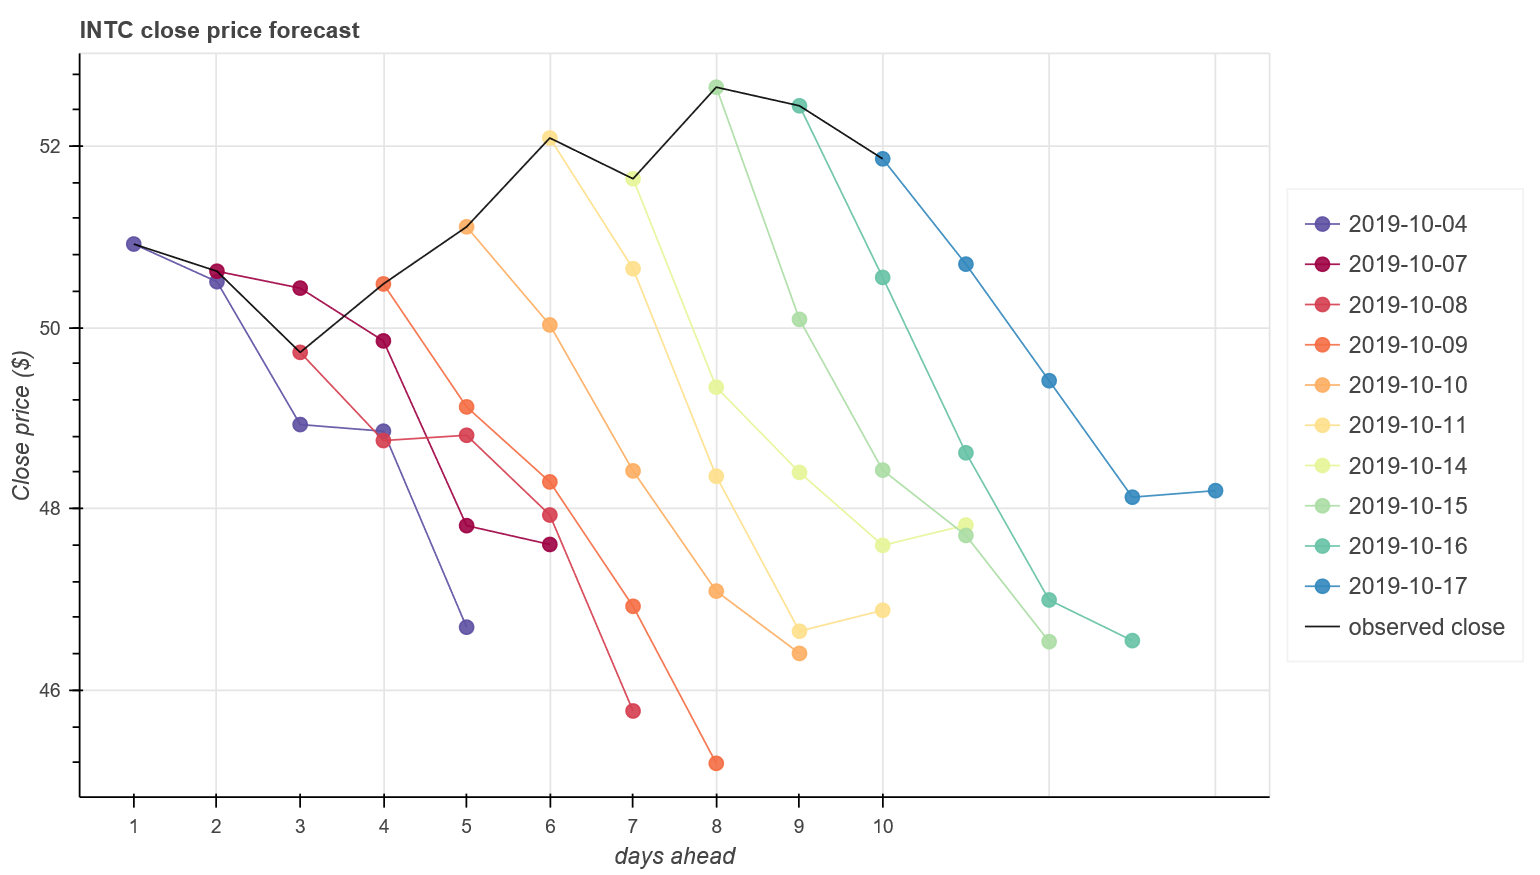 INTC close price forecast
Close price ($)
52
50
48
46
1 2 3 4 5 6 7 8 9 10
days ahead
2019-10-04
2019-10-07
2019-10-08
2019-10-09
2019-10-10
2019-10-11
2019-10-14
2019-10-15
2019-10-16
2019-10-17
observed close